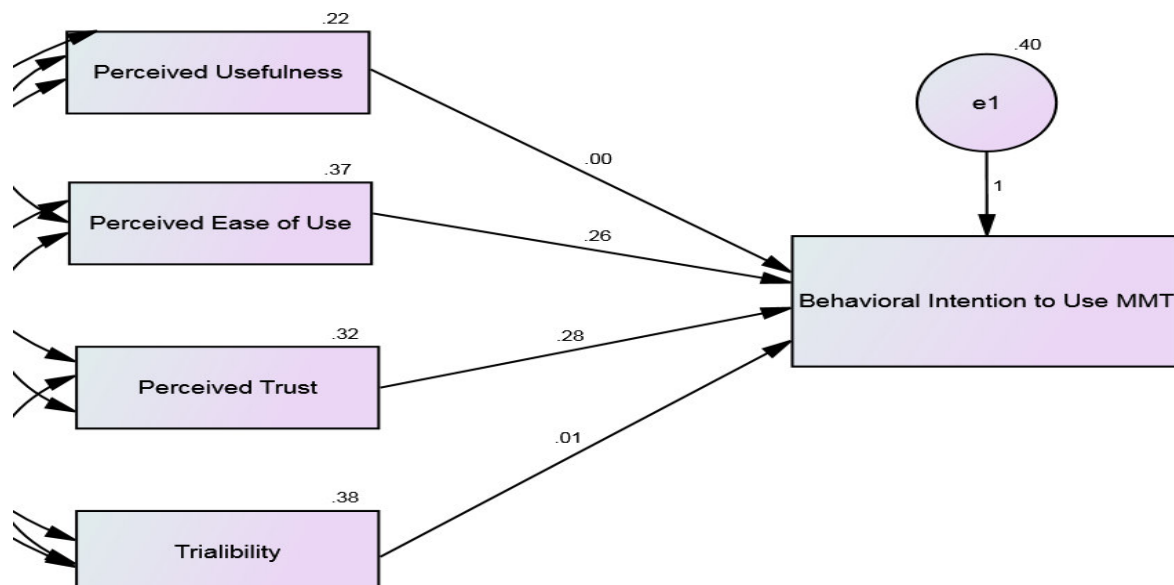 .22
Perceived Usefulness
.40
e1
.00
1
.37
Perceived Ease of Use
.26
Behavioral Intention to Use MMT
.32
Perceived Trust
.28
.01
.38
Trialibility